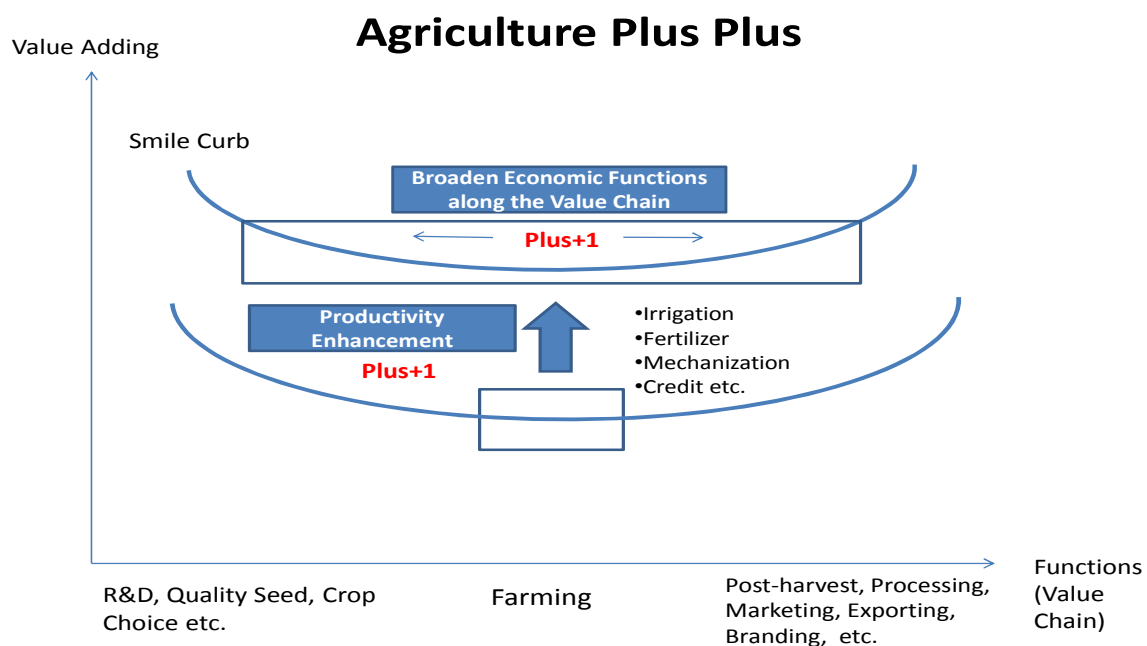 Agriculture Plus Plus
Value Adding
Smile Curb
Broaden Economic Functions
along the Value Chain
Plus+1
Productivity
Enhancement
Plus+1
•Irrigation
•Fertilizer
•Mechanization
•Credit etc.
R&D, Quality Seed, Crop
Choice etc.
Farming
Post-harvest, Processing,
Marketing, Exporting,
Branding, etc.
Functions
(Value
Chain)